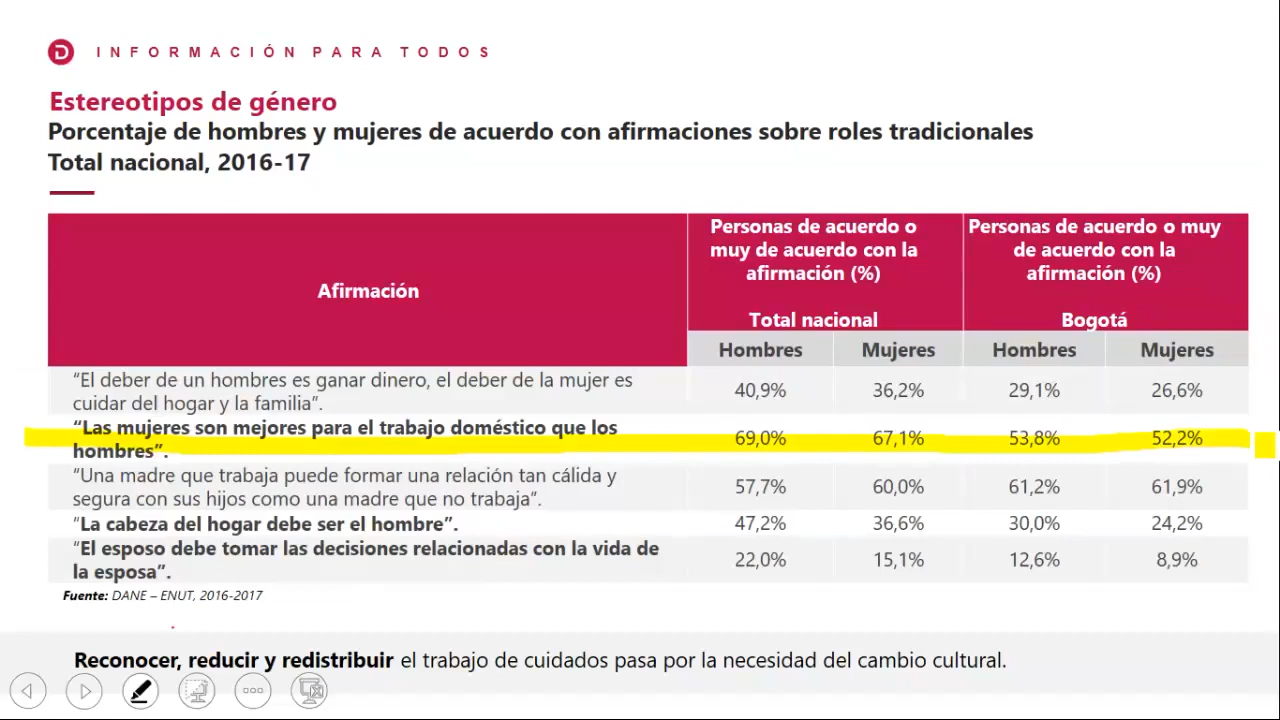 INFORMACIÓN PARA TODOS
Estereotipos de género
Porcentaje de hombres y mujeres de acuerdo con afirmaciones sobre roles tradicionales
Total nacional, 2016-17
Afirmación
Personas de acuerdo o
muy de acuerdo con la
afirmación (%)
Total nacional
Personas de acuerdo o muy
de acuerdo con la
afirmación (%)
Bogotá
Hombres Mujeres Hombres Mujeres
“El deber de un hombres es ganar dinero, el deber de la mujer es
cuidar del hogar y la familia”.
40,9% 36,2% 29,1% 26,6%
“Las mujeres son mejores para el trabajo doméstico que los
hombres”.
69,0% 67,1% 53,8% 52,2%
“Una madre que trabaja puede formar una relación tan cálida y
segura con sus hijos como una madre que no trabaja”.
57,7% 60,0% 61,2% 61,9%
“La cabeza del hogar debe ser el hombre”. 47,2% 36,6% 30,0% 24,2%
“El esposo debe tomar las decisiones relacionadas con la vida de
la esposa”.
22,0% 15,1% 12,6% 8,9%
Fuente: DANE – ENUT, 2016-2017
Reconocer, reducir y redistribuir el trabajo de cuidados pasa por la necesidad del cambio cultural.